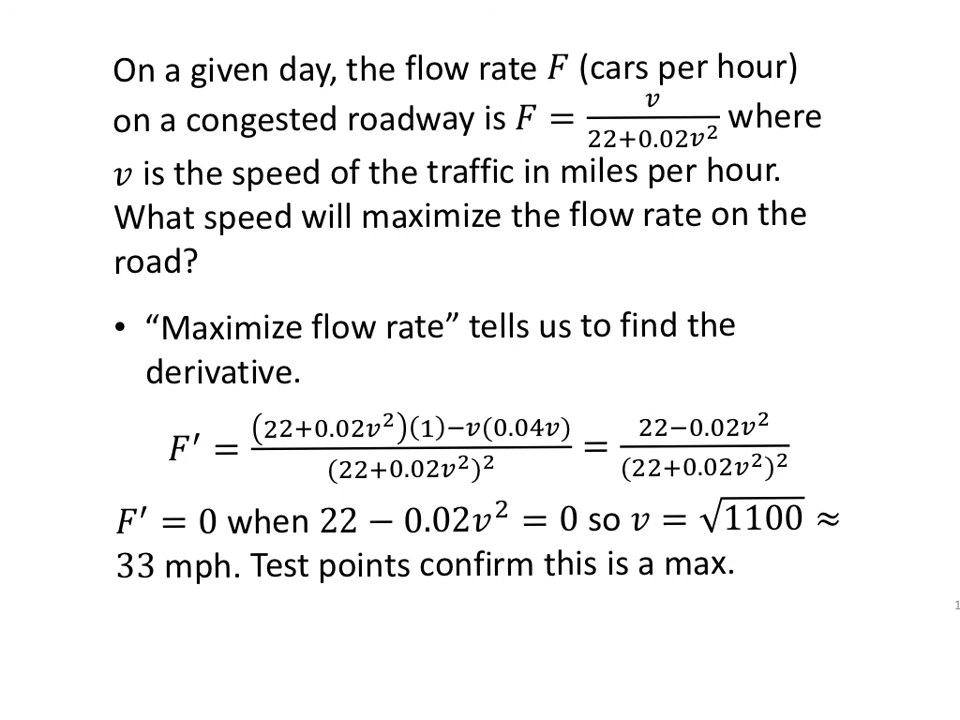 On a given day, the flow rate F (cars per hour)
on a congested roadway is F = v/(22+0.02v²) where
v is the speed of the traffic in miles per hour.
What speed will maximize the flow rate on the
road?
• “Maximize flow rate” tells us to find the
derivative.
F′ = ((22+0.02v²)(1)−v(0.04v))/(22+0.02v²)² = (22−0.02v²)/(22+0.02v²)²
F′ = 0 when 22 − 0.02v² = 0 so v = √1100 ≈
33 mph. Test points confirm this is a max.
1